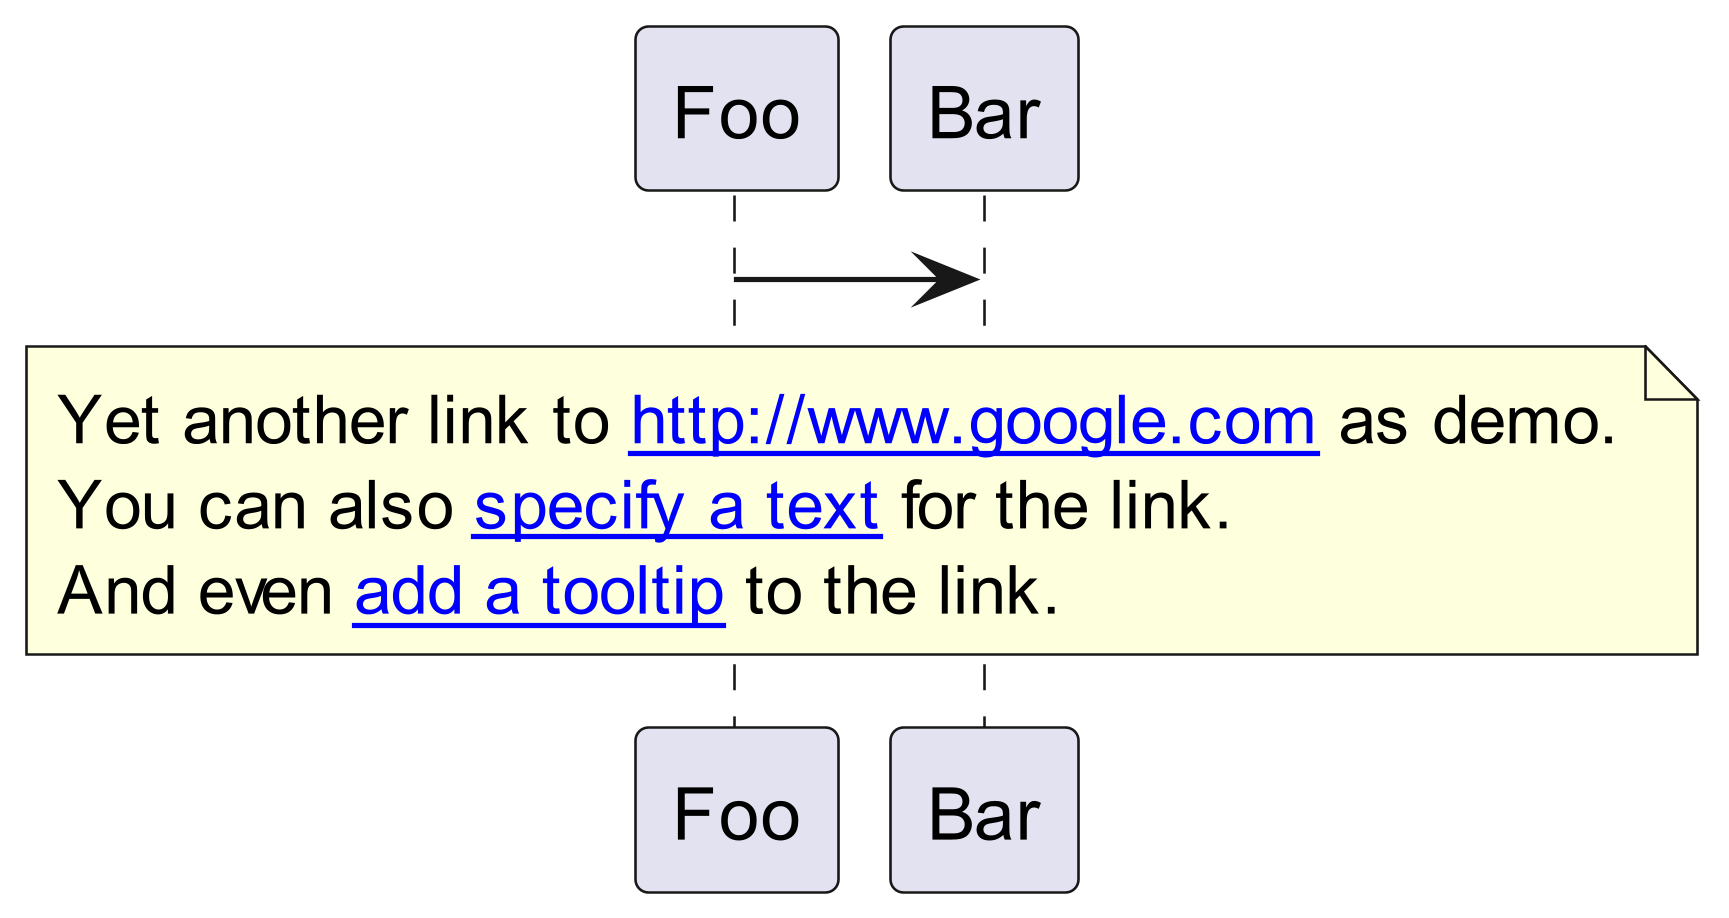 Foo
Bar
Yet another link to http://www.google.com as demo.
You can also specify a text for the link.
And even add a tooltip to the link.
Foo
Bar